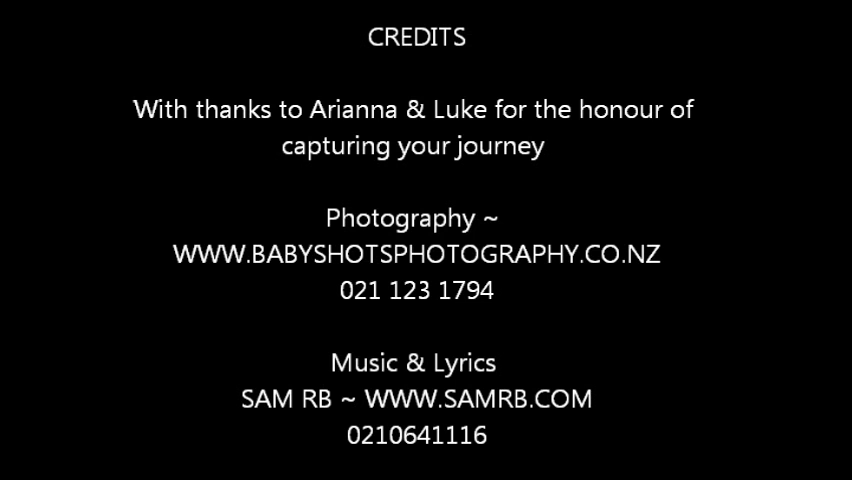 CREDITS
With thanks to Arianna & Luke for the honour of
capturing your journey
Photography ~
WWW.BABYSHOTSPHOTOGRAPHY.CO.NZ
021 123 1794
Music & Lyrics
SAM RB ~ WWW.SAMRB.COM
0210641116